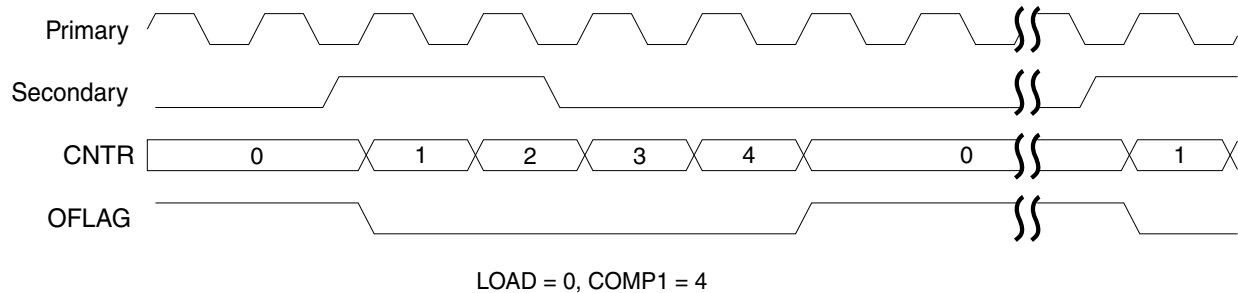 Primary
Secondary
CNTR 0 1 2 3 4 0 1
OFLAG
LOAD = 0, COMP1 = 4